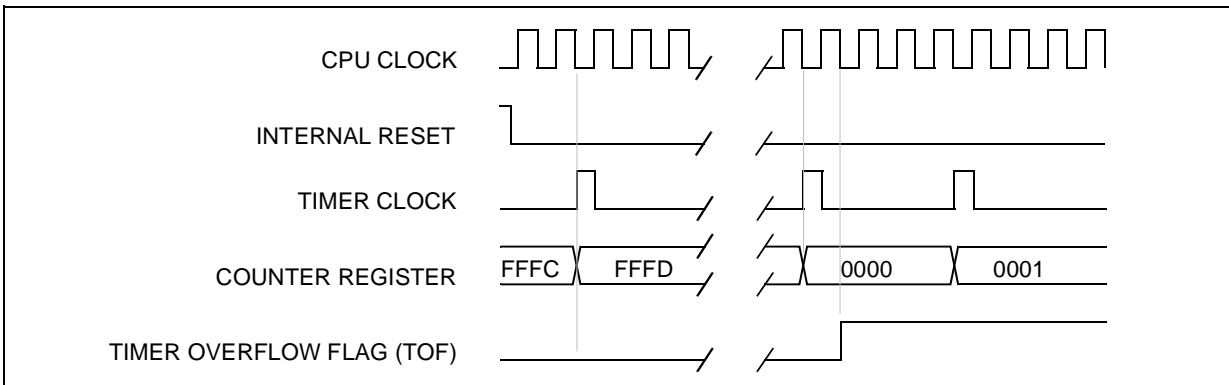 CPU CLOCK
INTERNAL RESET
TIMER CLOCK
COUNTER REGISTER
FFFC FFFD 0000 0001
TIMER OVERFLOW FLAG (TOF)